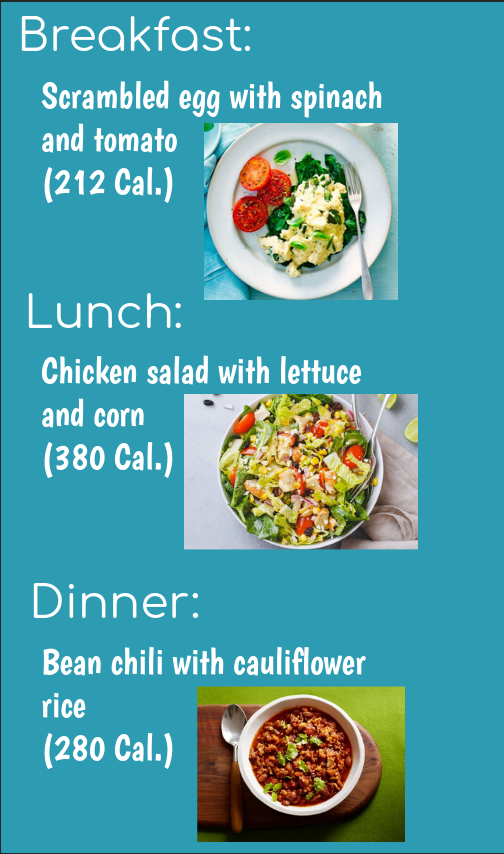 Breakfast:
Scrambled egg with spinach
and tomato
(212 Cal.)
Lunch:
Chicken salad with lettuce
and corn
(380 Cal.)
Dinner:
Bean chili with cauliflower
rice
(280 Cal.)